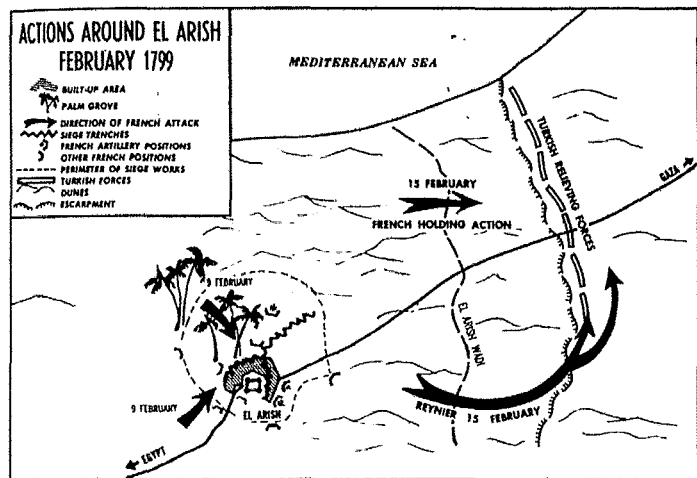 ACTIONS AROUND EL ARISH
FEBRUARY 1799
BUILT-UP AREA
PALM GROVE
DIRECTION OF FRENCH ATTACK
SIEGE TRENCHES
FRENCH ARTILLERY POSITIONS
OTHER FRENCH POSITIONS
PERIMETER OF SIEGE WORKS
TURKISH FORCES
DUNES
ESCARPMENT
MEDITERRANEAN SEA
TURKISH RELIEVING FORCES
GAZA
15 FEBRUARY
FRENCH HOLDING ACTION
9 FEBRUARY
EL ARISH WADI
9 FEBRUARY
EL ARISH
REYNIER 15 FEBRUARY
EGYPT